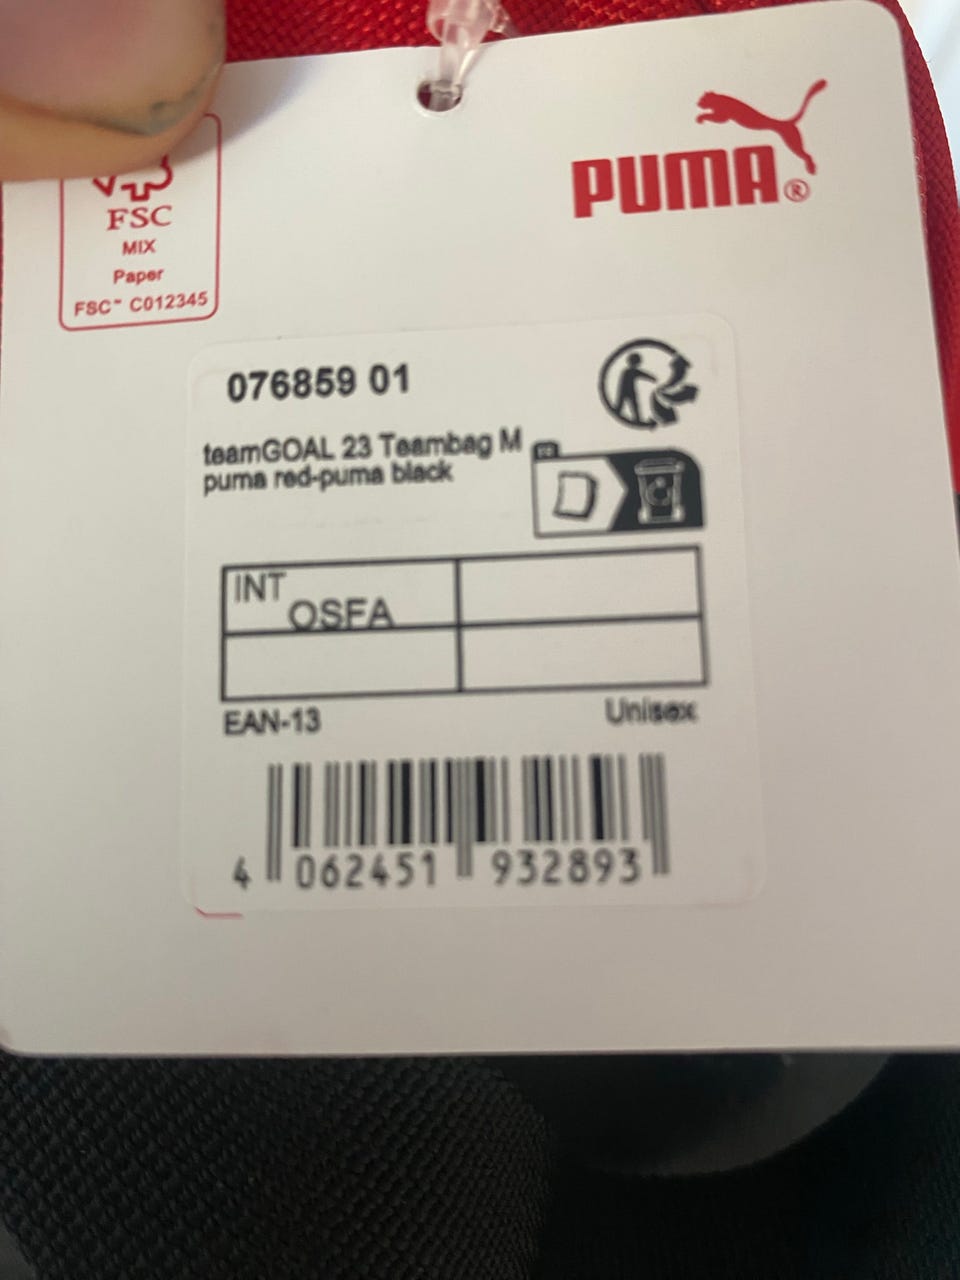 PUMA®
FSC
MIX
Paper
FSC™ C012345
076859 01
teamGOAL 23 Teambag M
puma red-puma black
INT
OSFA
EAN-13
Unisex
4 062451 932893